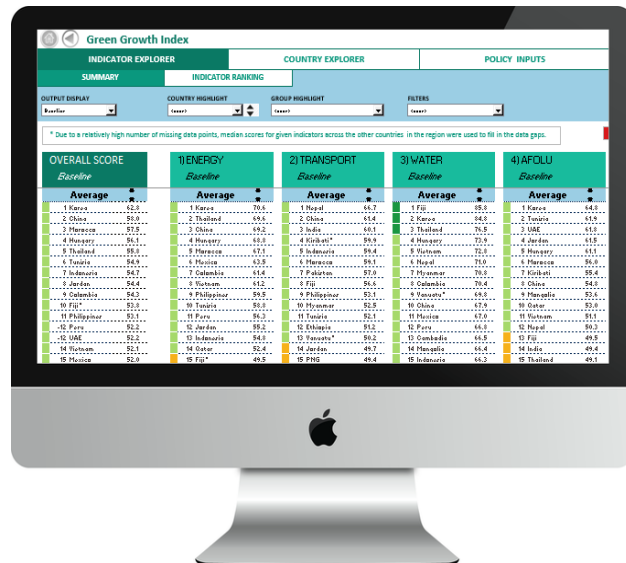 Green Growth Index
INDICATOR EXPLORER COUNTRY EXPLORER POLICY INPUTS
SUMMARY INDICATOR RANKING
OUTPUT DISPLAY COUNTRY HIGHLIGHT GROUP HIGHLIGHT FILTERS
Baseline (none) (none) (none)
* Due to a relatively high number of missing data points, median scores for given indicators across the other countries in the region were used to fill in the data gaps.
OVERALL SCORE 1) ENERGY 2) TRANSPORT 3) WATER 4) AFOLU
Baseline Baseline Baseline Baseline Baseline
Average Average Average Average Average
1 Korea 62.8 1 Korea 70.6 1 Nepal 66.7 1 Fiji 85.8 1 Korea 64.8
2 China 58.0 2 Thailand 69.6 2 China 61.4 2 Korea 84.8 2 Tunisia 61.9
3 Morocco 57.5 3 China 69.2 3 India 60.1 3 Thailand 76.5 3 UAE 61.8
4 Hungary 56.1 4 Hungary 68.8 4 Kiribati* 59.9 4 Hungary 73.9 4 Jordan 61.5
5 Thailand 55.8 5 Morocco 67.1 5 Indonesia 59.4 5 Vietnam 72.8 5 Hungary 61.1
6 Tunisia 54.9 6 Mexico 63.5 6 Morocco 59.1 6 Nepal 71.0 6 Morocco 56.0
7 Indonesia 54.7 7 Colombia 61.4 7 Pakistan 57.0 7 Myanmar 70.8 7 Kiribati 55.4
8 Jordan 54.4 8 Vietnam 61.2 8 Fiji 56.6 8 Colombia 70.4 8 China 54.8
9 Colombia 54.3 9 Philippines 59.5 9 Philippines 53.1 9 Vanuatu* 69.8 9 Mongolia 53.6
10 Fiji* 53.8 10 Tunisia 58.8 10 Myanmar 52.5 10 China 67.9 10 Qatar 53.0
11 Philippines 53.1 11 Peru 56.3 11 Tunisia 52.1 11 Mexico 67.0 11 Vietnam 51.1
-12 Peru 52.2 12 Jordan 55.2 12 Ethiopia 51.2 12 Peru 66.8 12 Nepal 50.3
-12 UAE 52.2 13 Indonesia 54.8 13 Vanuatu* 50.2 13 Cambodia 66.5 13 Fiji 49.5
14 Vietnam 52.1 14 Qatar 52.4 14 Jordan 49.7 14 Mongolia 66.4 14 India 49.4
15 Mexico 52.0 15 Fiji* 49.5 15 PNG 49.4 15 Indonesia 66.3 15 Thailand 49.1